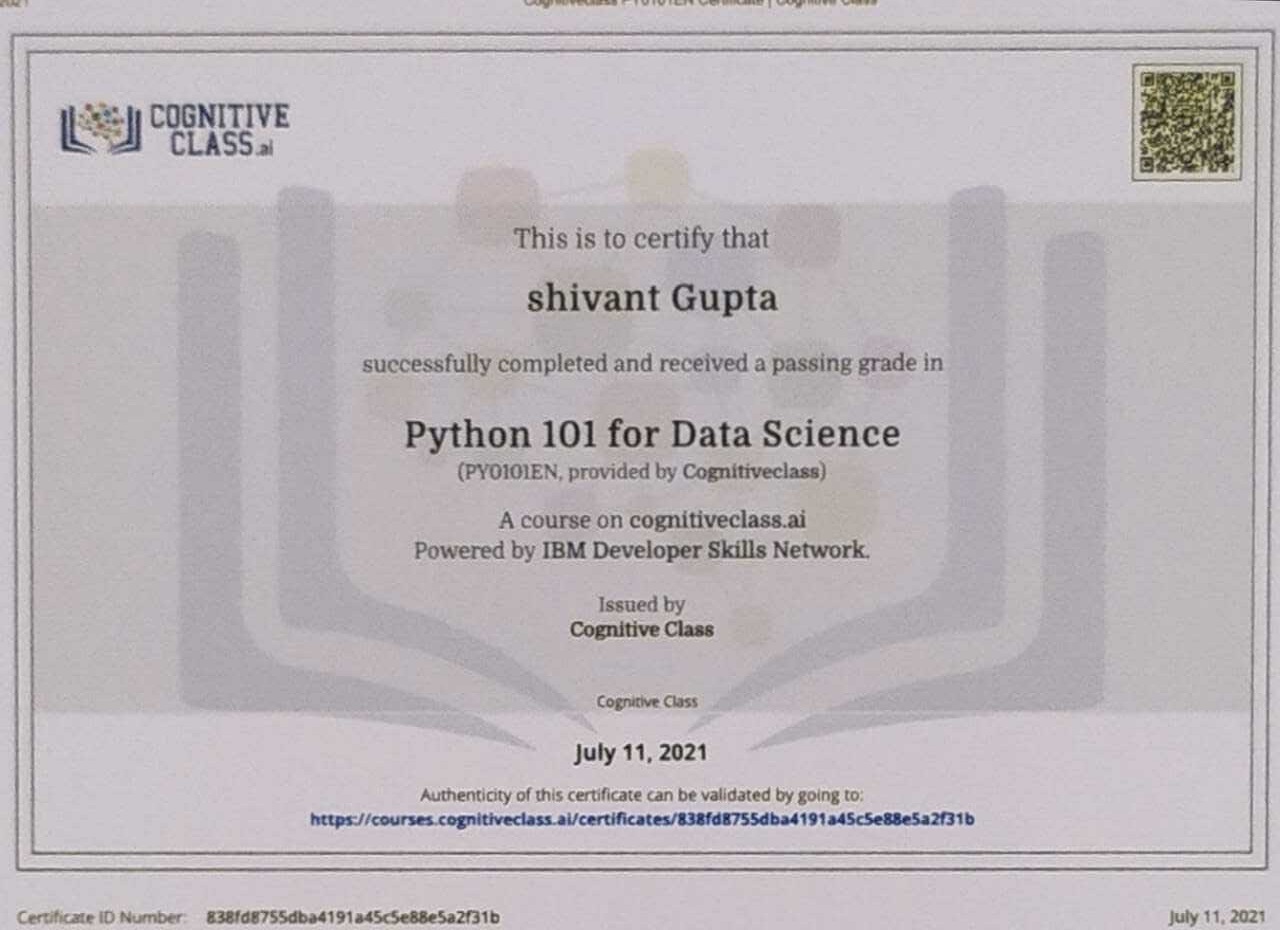 2021
Cognitiveclass PY0101EN Certificate | Cognitive Class
COGNITIVE
CLASS.ai
This is to certify that
shivant Gupta
successfully completed and received a passing grade in
Python 101 for Data Science
(PY0101EN, provided by Cognitiveclass)
A course on cognitiveclass.ai
Powered by IBM Developer Skills Network.
Issued by
Cognitive Class
Cognitive Class
July 11, 2021
Authenticity of this certificate can be validated by going to:
https://courses.cognitiveclass.ai/certificates/838fd8755dba4191a45c5e88e5a2f31b
Certificate ID Number: 838fd8755dba4191a45c5e88e5a2f31b
July 11, 2021